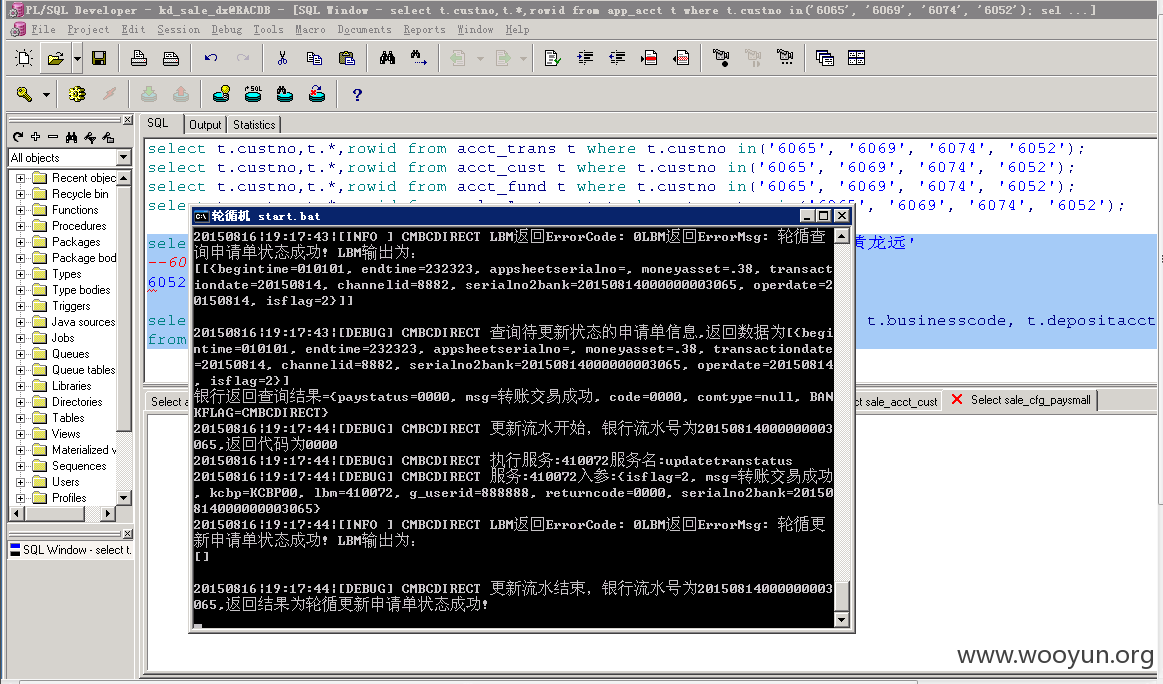 PL/SQL Developer - kd_sale_dx@RACDB - [SQL Window - select t.custno,t.*,rowid from app_acct t where t.custno in('6065', '6069', '6074', '6052'); sel ...]
File Project Edit Session Debug Tools Macro Documents Reports Window Help
SQL Output Statistics
All objects
Recent objec
Recycle bin
Functions
Procedures
Packages
Package bod
Types
Type bodies
Triggers
Java sources
Jobs
Queues
Queue tables
Libraries
Directories
Tables
Views
Materialized v
Sequences
Users
Profiles
SQL Window - select t.
select t.custno,t.*,rowid from acct_trans t where t.custno in('6065', '6069', '6074', '6052');
select t.custno,t.*,rowid from acct_cust t where t.custno in('6065', '6069', '6074', '6052');
select t.custno,t.*,rowid from acct_fund t where t.custno in('6065', '6069', '6074', '6052');
selec
'6065', '6069', '6074', '6052');
selec
黄龙远'
--60
6052
selec
t.businesscode, t.depositacct
from
轮循机 start.bat
20150816|19:17:43|[INFO ] CMBCDIRECT LBM返回ErrorCode: 0LBM返回ErrorMsg: 轮循查
询申请单状态成功! LBM输出为:
[[{begintime=010101, endtime=232323, appsheetserialno=, moneyasset=.38, transact
iondate=20150814, channelid=8882, serialno2bank=20150814000000003065, operdate=2
0150814, isflag=2}]]
20150816|19:17:43|[DEBUG] CMBCDIRECT 查询待更新状态的申请单信息,返回数据为[{begi
ntime=010101, endtime=232323, appsheetserialno=, moneyasset=.38, transactiondate
=20150814, channelid=8882, serialno2bank=20150814000000003065, operdate=20150814
, isflag=2}]
银行返回查询结果={paystatus=0000, msg=转账交易成功, code=0000, comtype=null, BAN
KFLAG=CMBCDIRECT}
20150816|19:17:44|[DEBUG] CMBCDIRECT 更新流水开始，银行流水号为20150814000000003
065,返回代码为0000
20150816|19:17:44|[DEBUG] CMBCDIRECT 执行服务:410072服务名:updatetranstatus
20150816|19:17:44|[DEBUG] CMBCDIRECT 服务:410072入参:{isflag=2, msg=转账交易成功
, kcbp=KCBP00, lbm=410072, g_userid=888888, returncode=0000, serialno2bank=20150
814000000003065}
20150816|19:17:44|[INFO ] CMBCDIRECT LBM返回ErrorCode: 0LBM返回ErrorMsg: 轮循更
新申请单状态成功! LBM输出为:
[]
20150816|19:17:44|[DEBUG] CMBCDIRECT 更新流水结束，银行流水号为20150814000000003
065,返回结果为轮循更新申请单状态成功!
Select a
ct sale_acct_cust
Select sale_cfg_paysmall
www.wooyun.org